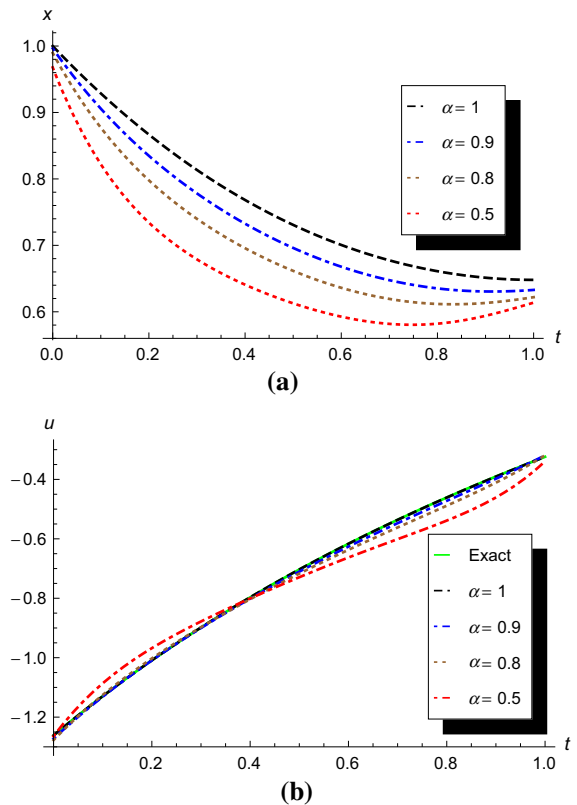 x
1.0
0.9
0.8
0.7
0.6
0.0 0.2 0.4 0.6 0.8 1.0
t
α = 1
α = 0.9
α = 0.8
α = 0.5
(a)
u
−0.4
−0.6
−0.8
−1.0
−1.2
0.2 0.4 0.6 0.8 1.0
t
Exact
α = 1
α = 0.9
α = 0.8
α = 0.5
(b)